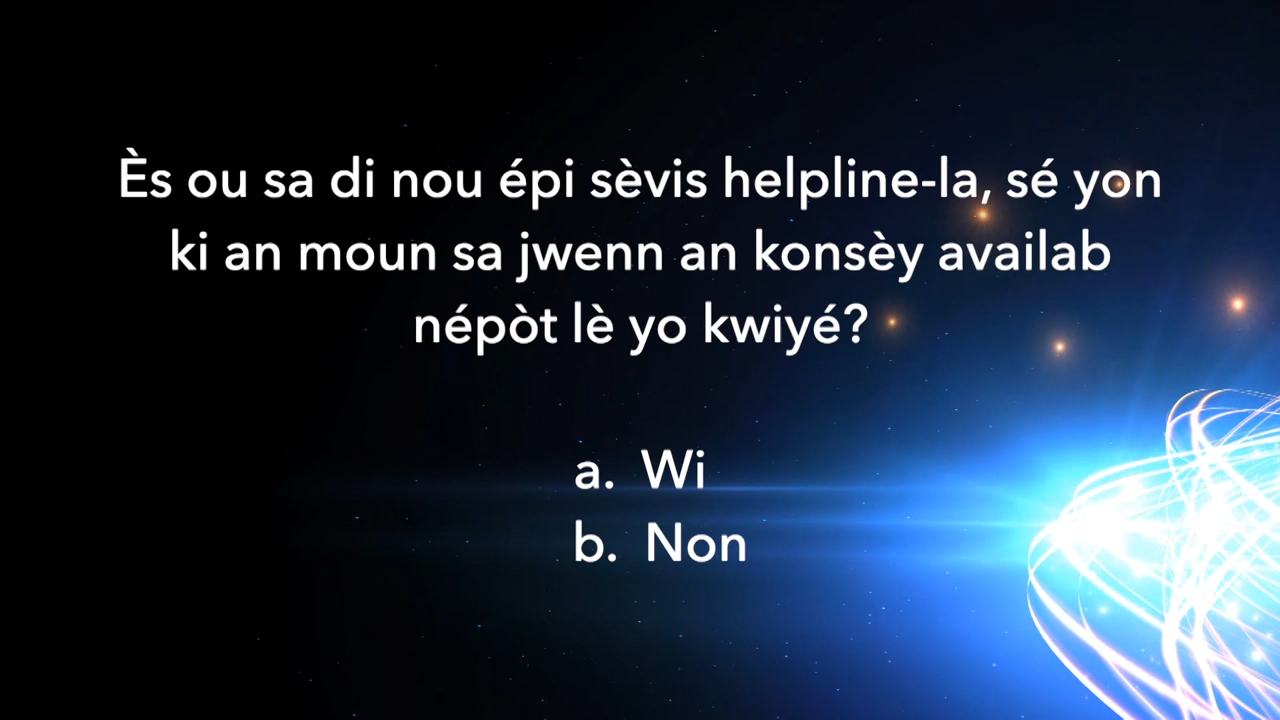 Ès ou sa di nou épi sèvis helpline-la, sé yon
ki an moun sa jwenn an konsèy availab
népòt lè yo kwiyé?
a. Wi
b. Non